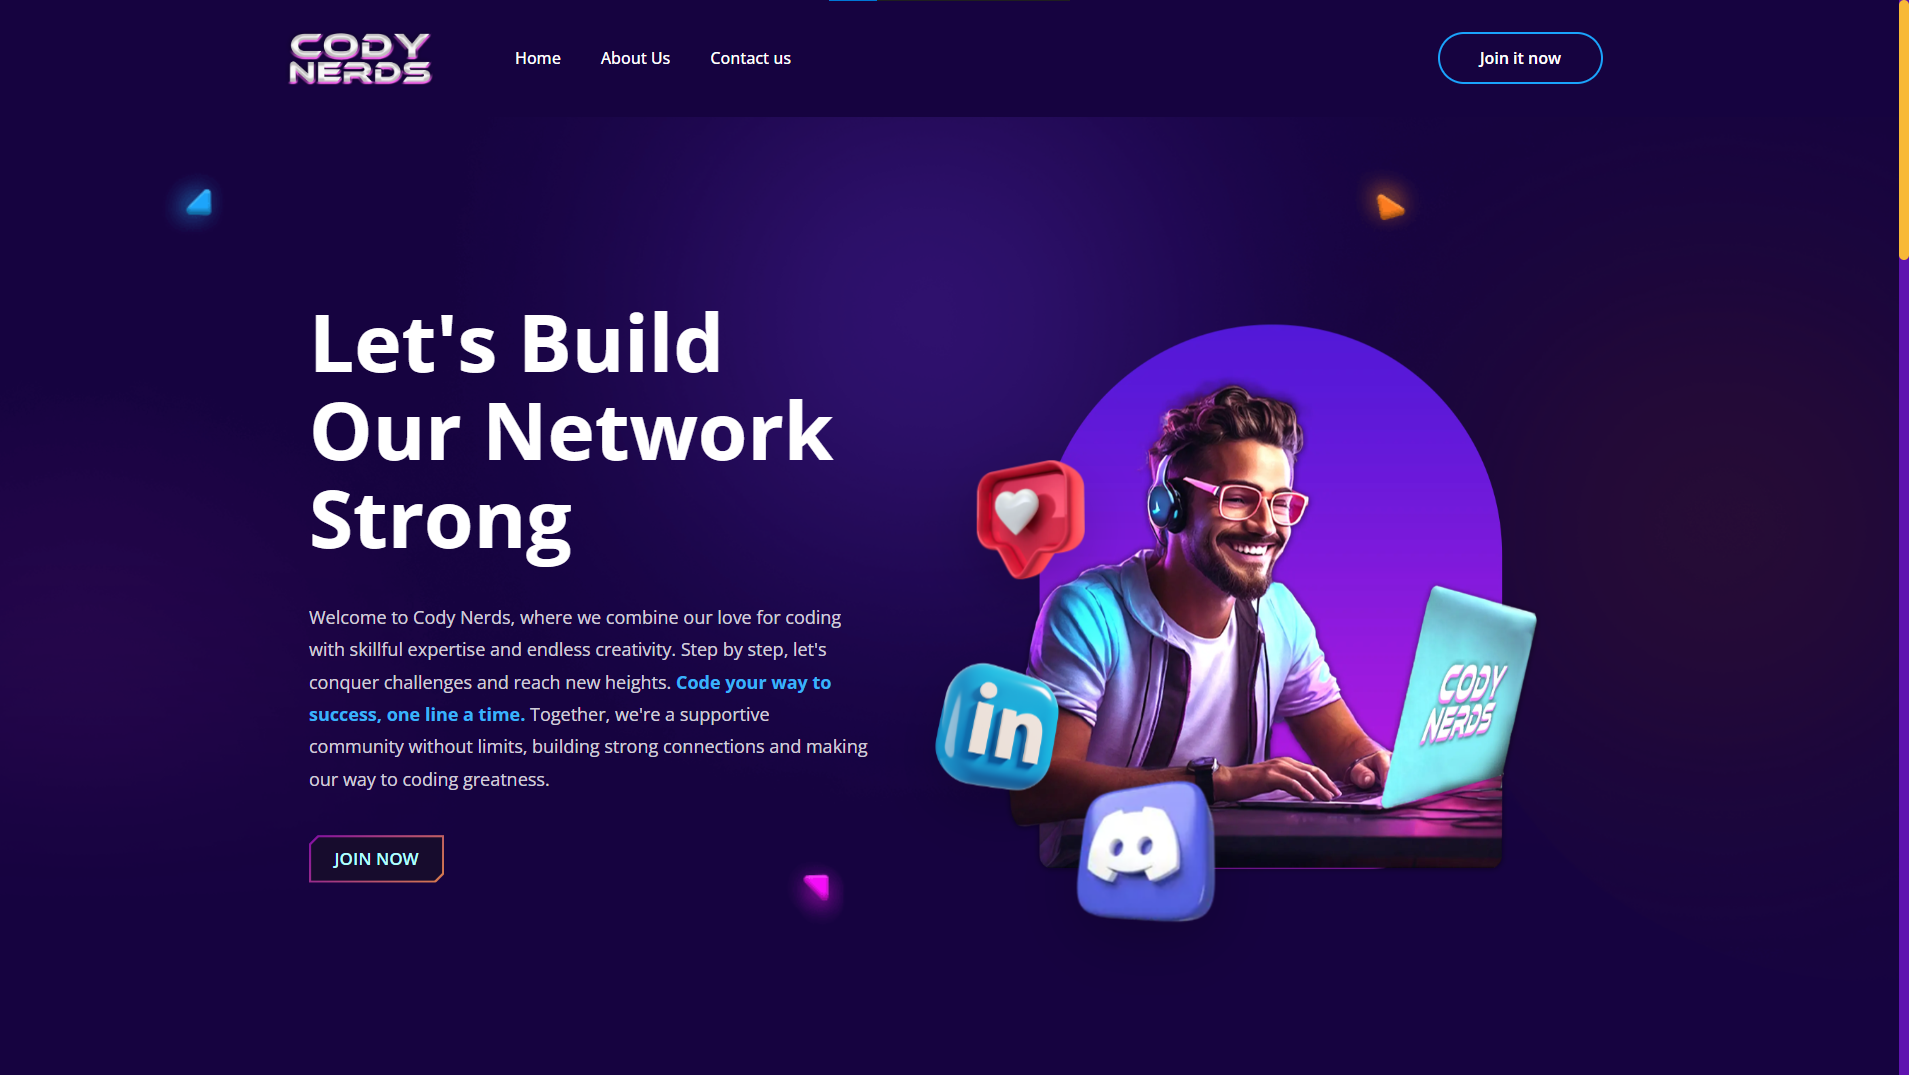 CODY
NERDS
Home
About Us
Contact us
Join it now
Let's Build
Our Network
Strong
Welcome to Cody Nerds, where we combine our love for coding
with skillful expertise and endless creativity. Step by step, let's
conquer challenges and reach new heights. Code your way to
success, one line a time. Together, we're a supportive
community without limits, building strong connections and making
our way to coding greatness.
JOIN NOW
in
CODY
NERDS